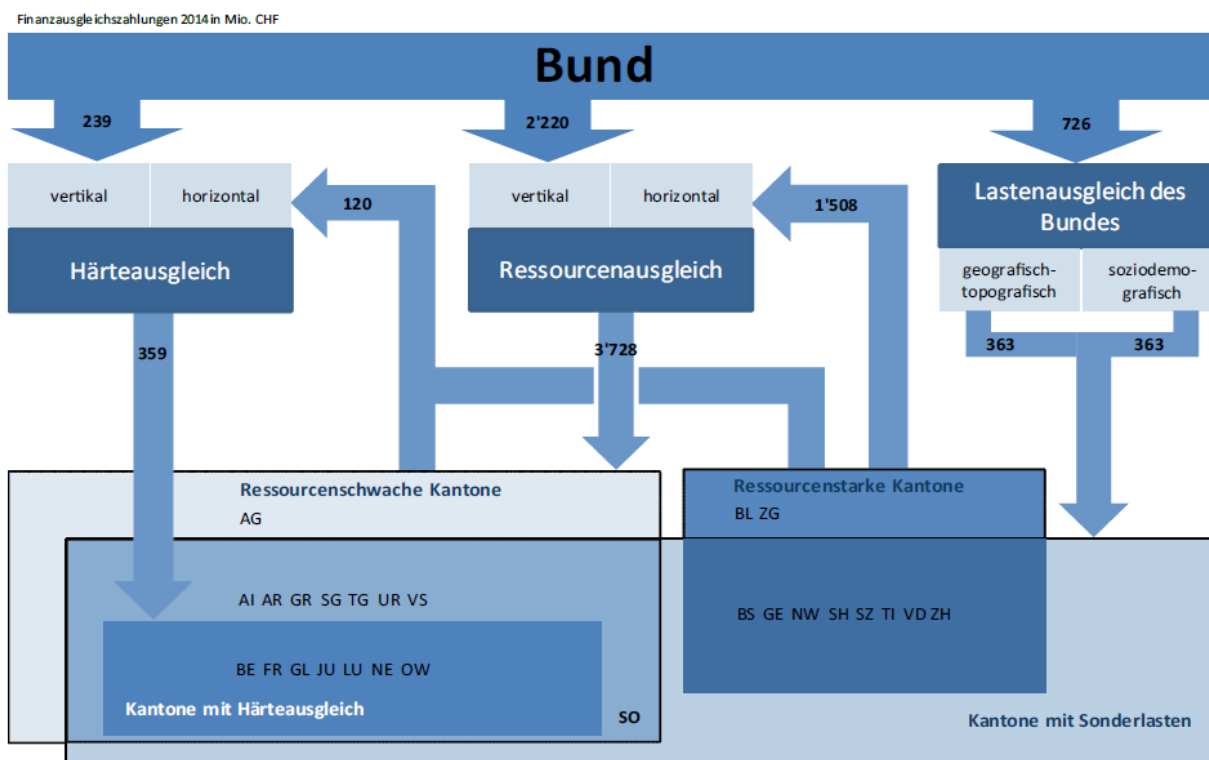 Finanzausgleichszahlungen 2014 in Mio. CHF
Bund
239
2'220
726
vertikal
horizontal
120
vertikal
horizontal
1'508
Lastenausgleich des
Bundes
Härteausgleich
Ressourcenausgleich
geografisch-
topografisch
soziodemo-
grafisch
359
3'728
363
363
Ressourcenschwache Kantone
AG
Ressourcenstarke Kantone
BL ZG
AI AR GR SG TG UR VS
BS GE NW SH SZ TI VD ZH
BE FR GL JU LU NE OW
Kantone mit Härteausgleich
SO
Kantone mit Sonderlasten